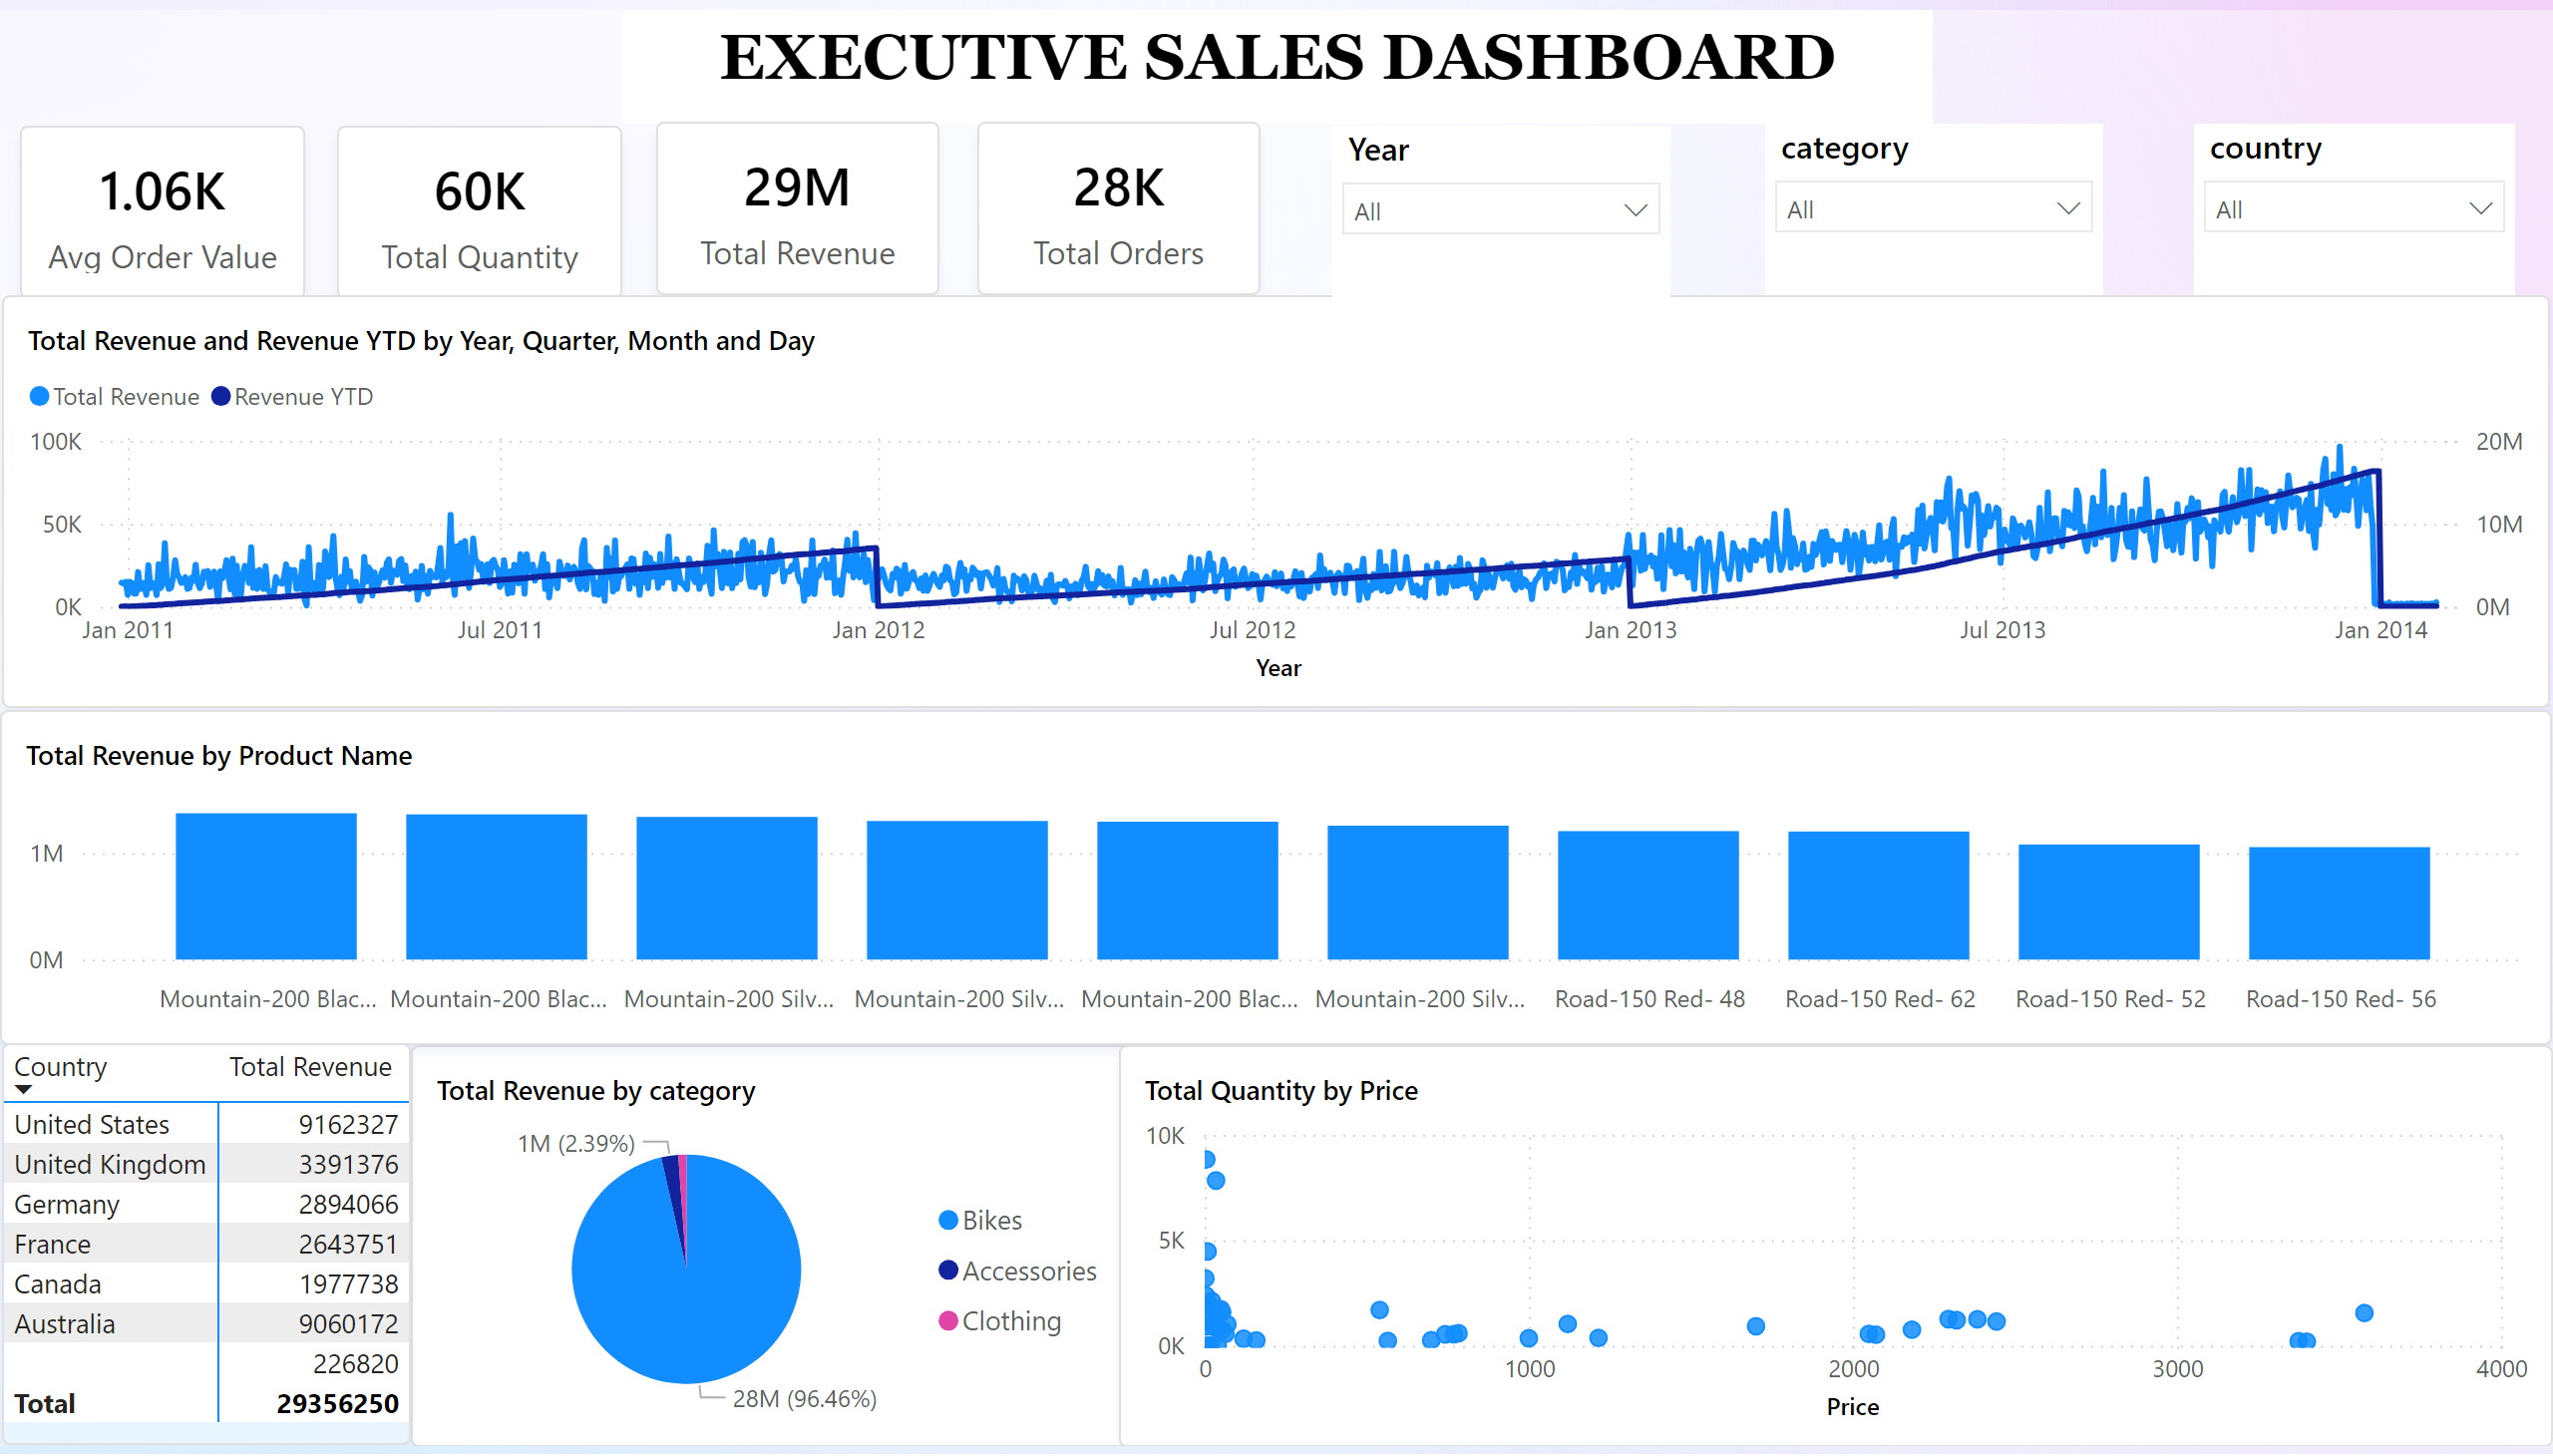 EXECUTIVE SALES DASHBOARD
1.06K
Avg Order Value
60K
Total Quantity
29M
Total Revenue
28K
Total Orders
Year
All
category
All
country
All
Total Revenue and Revenue YTD by Year, Quarter, Month and Day
Total Revenue Revenue YTD
100K
50K
0K
20M
10M
0M
Jan 2011 Jul 2011 Jan 2012 Jul 2012 Jan 2013 Jul 2013 Jan 2014
Year
Total Revenue by Product Name
1M
0M
Mountain-200 Blac... Mountain-200 Blac... Mountain-200 Silv... Mountain-200 Silv... Mountain-200 Blac... Mountain-200 Silv... Road-150 Red- 48 Road-150 Red- 62 Road-150 Red- 52 Road-150 Red- 56
Country Total Revenue
United States 9162327
United Kingdom 3391376
Germany 2894066
France 2643751
Canada 1977738
Australia 9060172
226820
Total 29356250
Total Revenue by category
1M (2.39%)
28M (96.46%)
Bikes
Accessories
Clothing
Total Quantity by Price
10K
5K
0K
0 1000 2000 3000 4000
Price